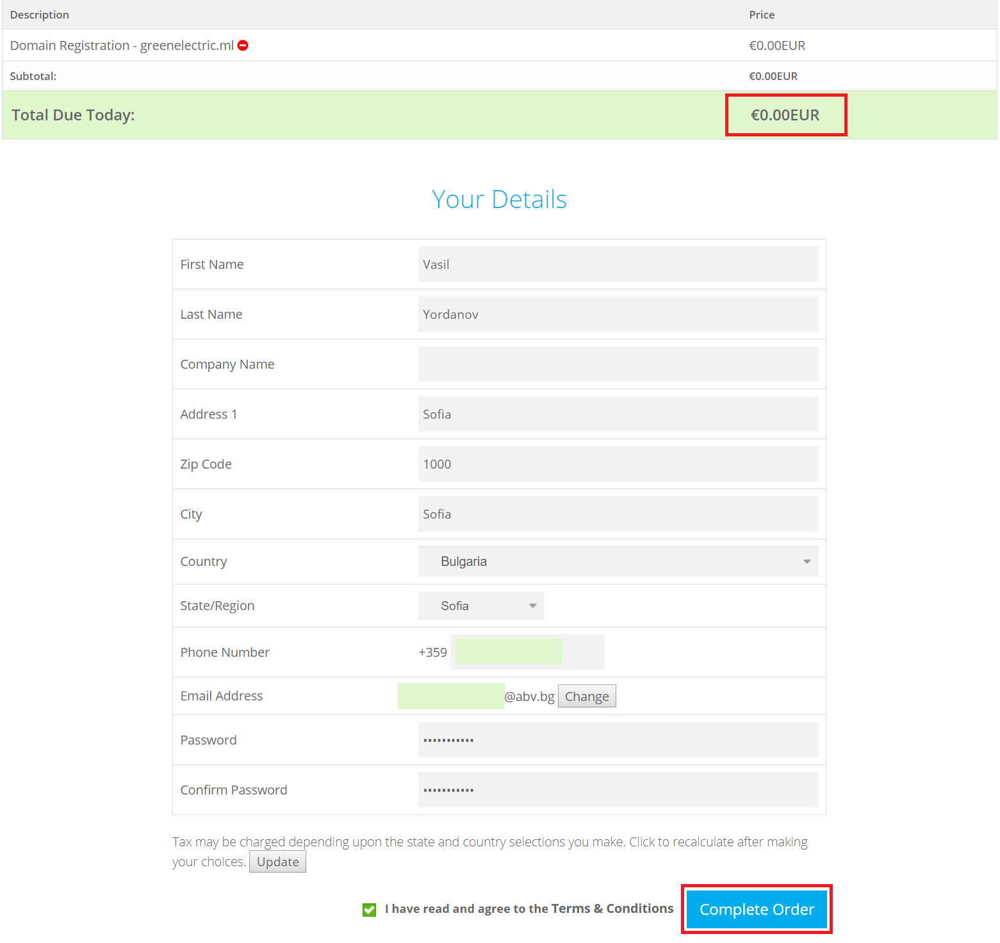 Description Price
Domain Registration - greenelectric.ml €0.00EUR
Subtotal: €0.00EUR
Total Due Today: €0.00EUR
Your Details
First Name Vasil
Last Name Yordanov
Company Name
Address 1 Sofia
Zip Code 1000
City Sofia
Country Bulgaria
State/Region Sofia
Phone Number +359
Email Address @abv.bg Change
Password •••••••••••
Confirm Password •••••••••••
Tax may be charged depending upon the state and country selections you make. Click to recalculate after making
your choices. Update
I have read and agree to the Terms & Conditions Complete Order